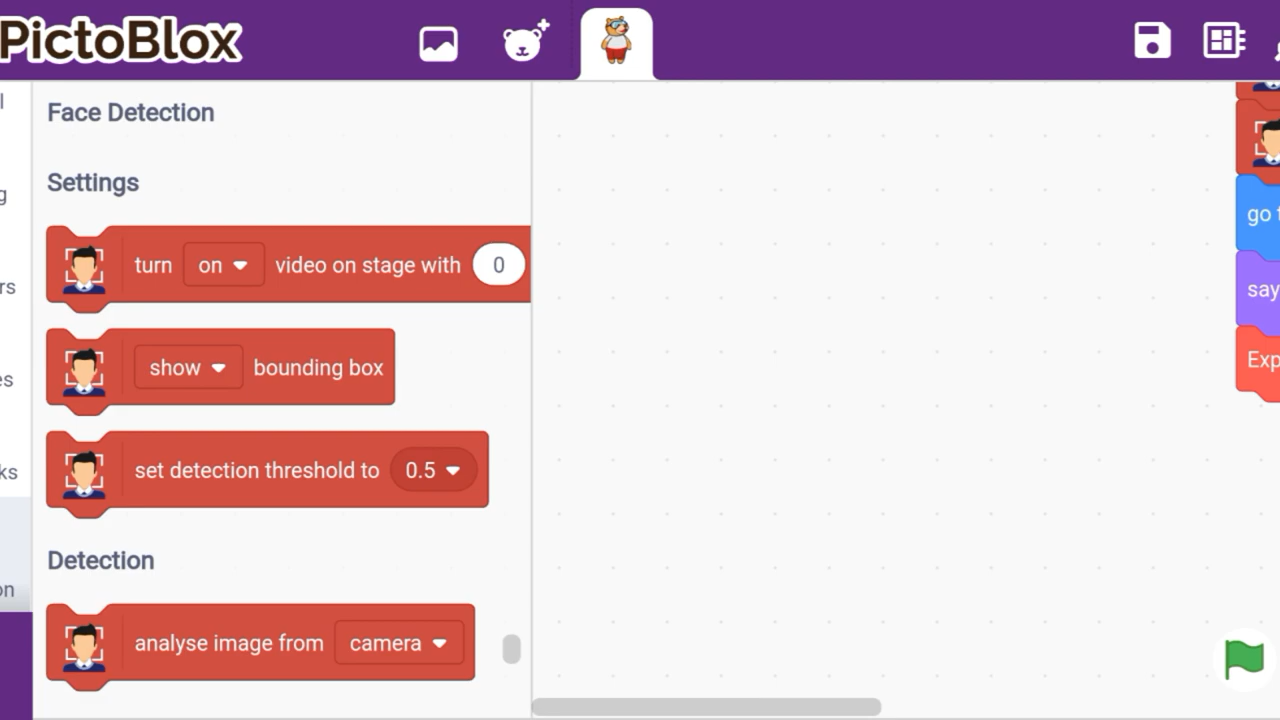 PictoBlox
Face Detection
Settings
turn on video on stage with 0
show bounding box
set detection threshold to 0.5
Detection
analyse image from camera
go
say